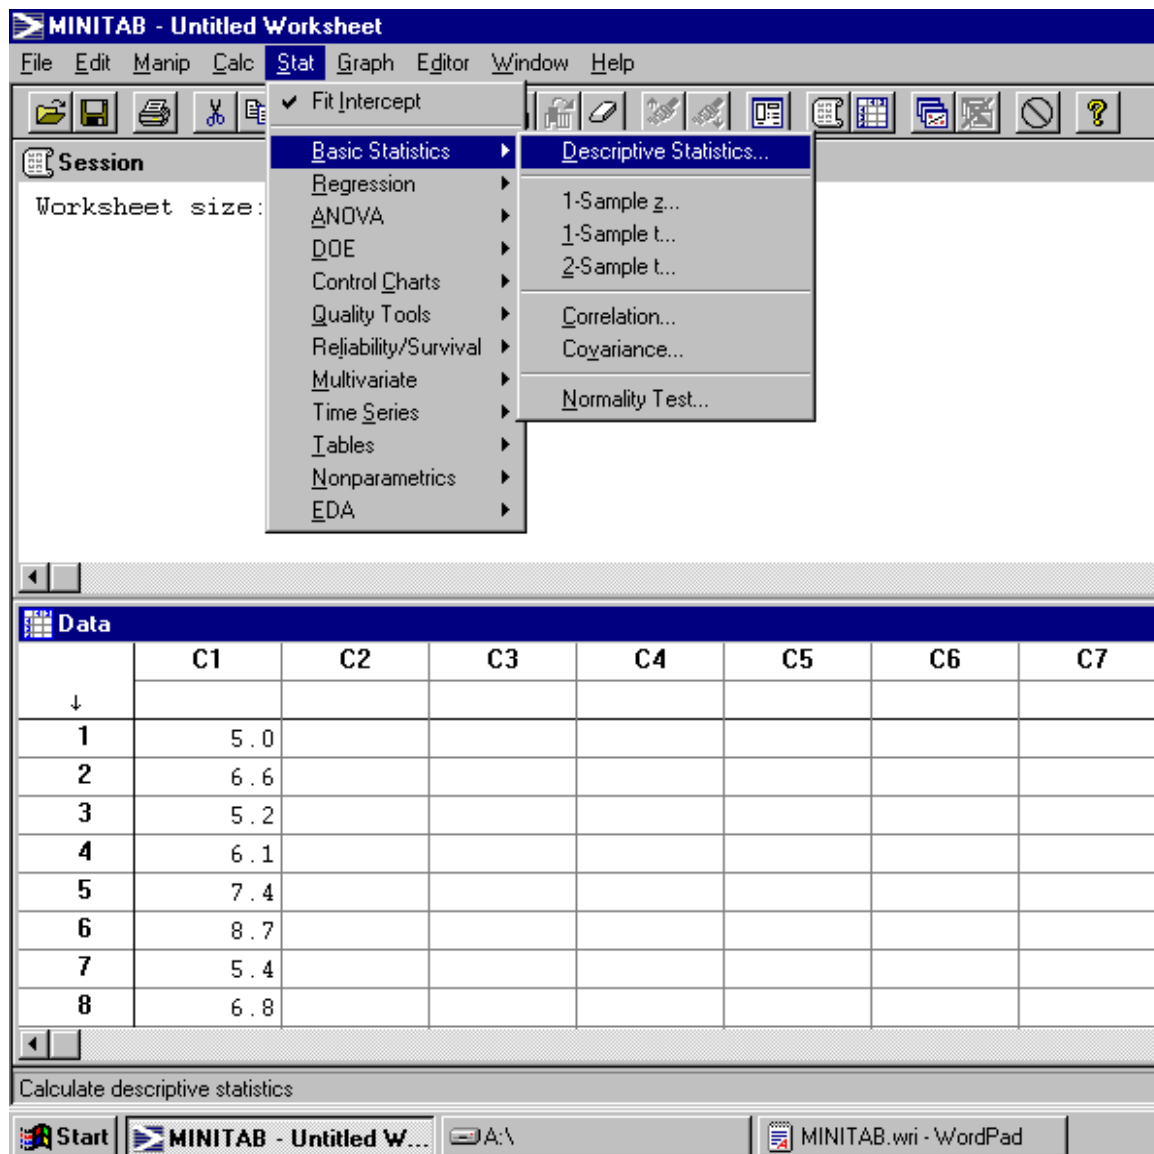 MINITAB - Untitled Worksheet
File Edit Manip Calc Stat Graph Editor Window Help
Fit Intercept
Basic Statistics
Regression
ANOVA
DOE
Control Charts
Quality Tools
Reliability/Survival
Multivariate
Time Series
Tables
Nonparametrics
EDA
Descriptive Statistics...
1-Sample z...
1-Sample t...
2-Sample t...
Correlation...
Covariance...
Normality Test...
Session
Worksheet size:
Data
C1 C2 C3 C4 C5 C6 C7
↓
1 5.0
2 6.6
3 5.2
4 6.1
5 7.4
6 8.7
7 5.4
8 6.8
Calculate descriptive statistics
Start MINITAB - Untitled W... A:\ MINITAB.wri - WordPad